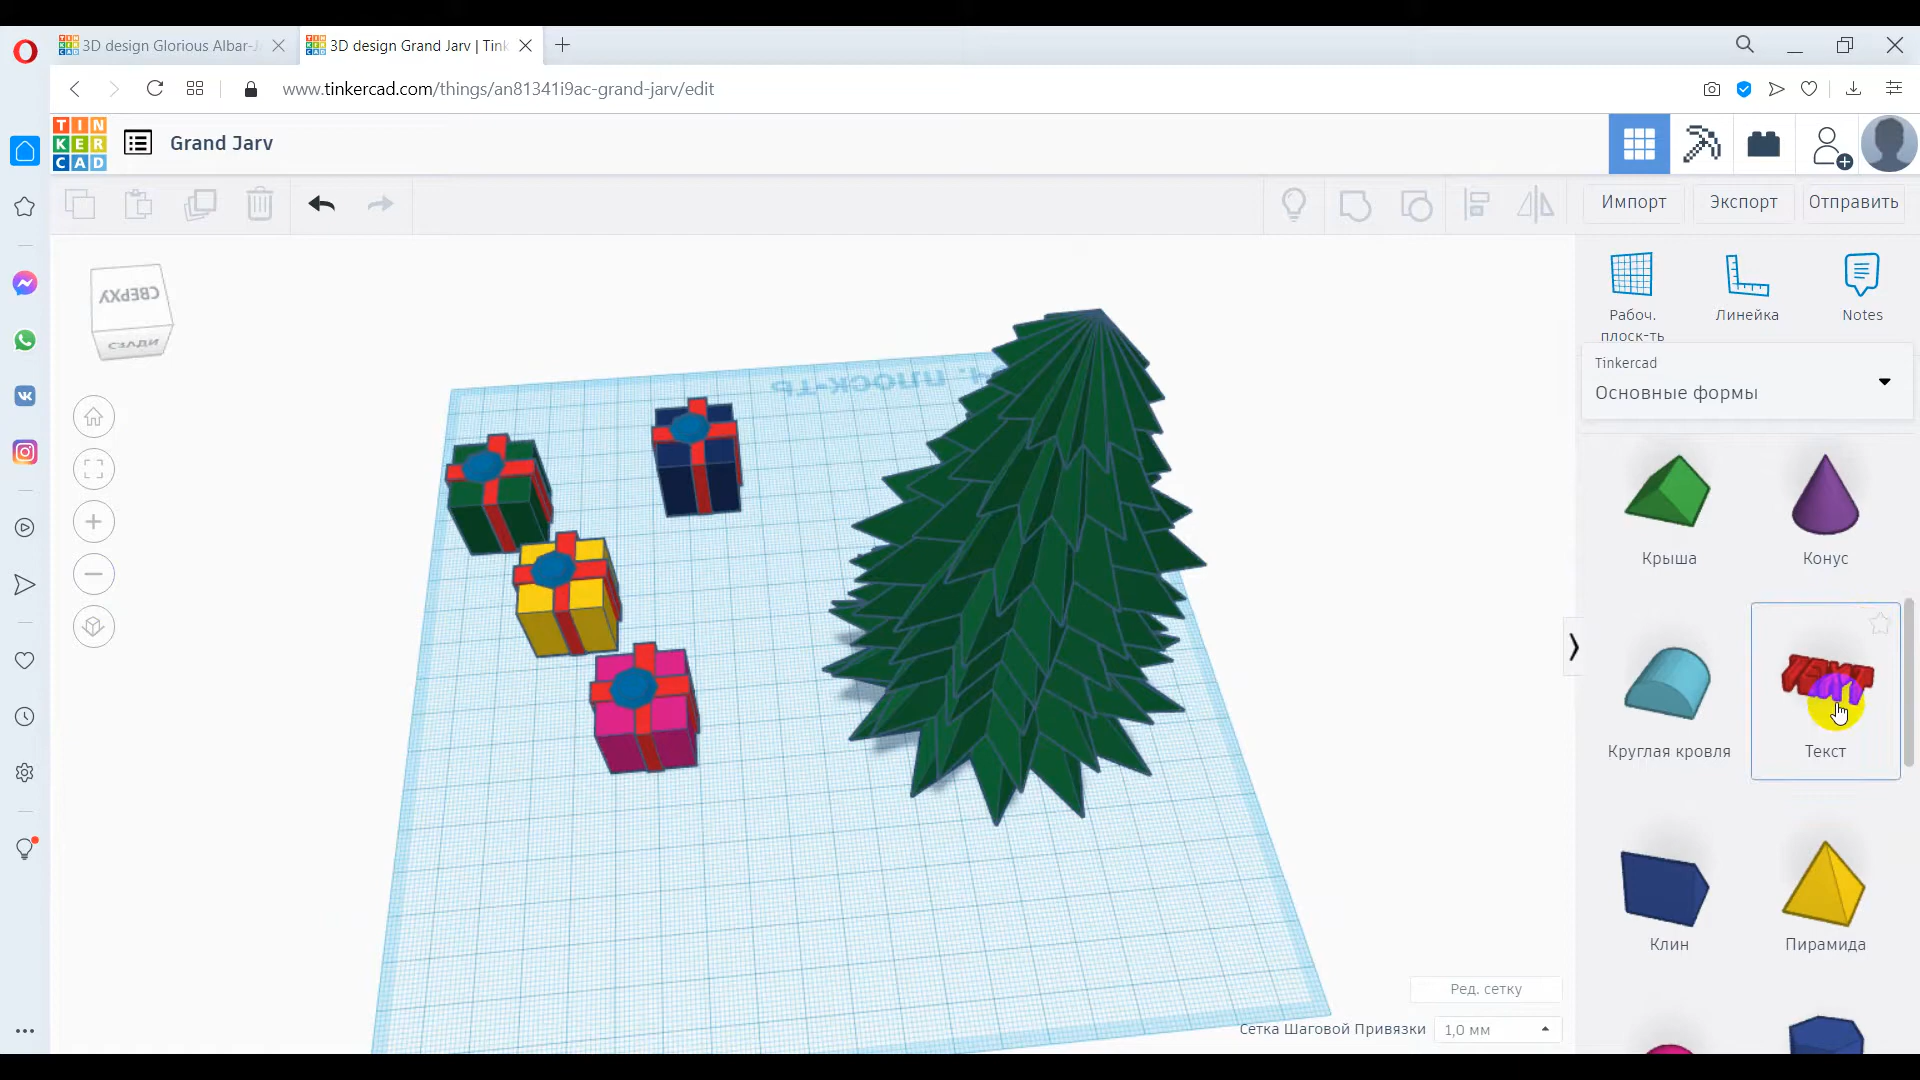 3D design Glorious Albar-J
3D design Grand Jarv | Tink
www.tinkercad.com/things/an81341i9ac-grand-jarv/edit
TIN
KER
CAD
Grand Jarv
Импорт
Экспорт
Отправить
СВЕРХУ
СЗАДИ
Рабоч.
плоск-ть
Линейка
Notes
Tinkercad
Основные формы
Крыша
Конус
Круглая кровля
Текст
Клин
Пирамида
Ред. сетку
Сетка Шаговой Привязки
1,0 мм